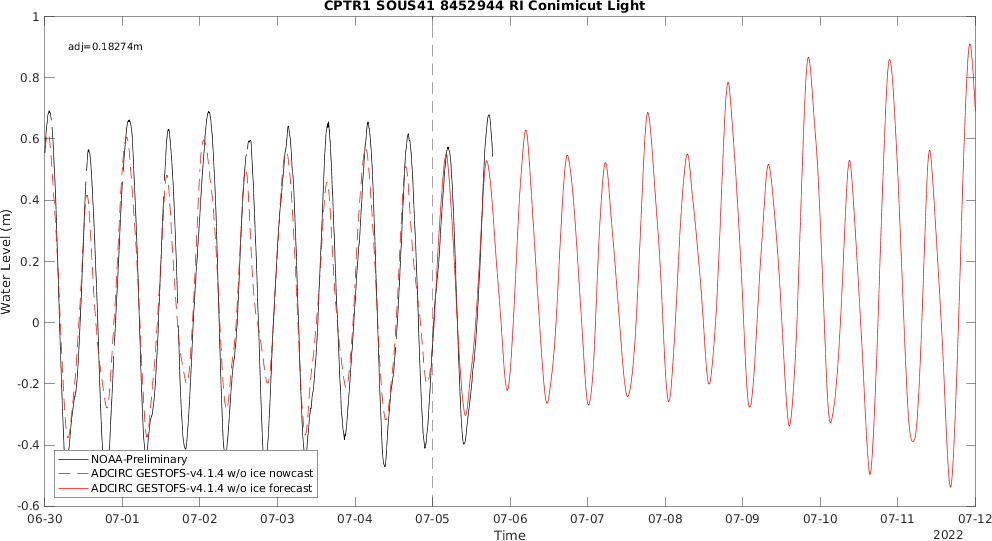 CPTR1 SOUS41 8452944 RI Conimicut Light
adj=0.18274m
Water Level (m)
1
0.8
0.6
0.4
0.2
0
-0.2
-0.4
-0.6
NOAA-Preliminary
ADCIRC GESTOFS-v4.1.4 w/o ice nowcast
ADCIRC GESTOFS-v4.1.4 w/o ice forecast
06-30 07-01 07-02 07-03 07-04 07-05 07-06 07-07 07-08 07-09 07-10 07-11 07-12
Time
2022